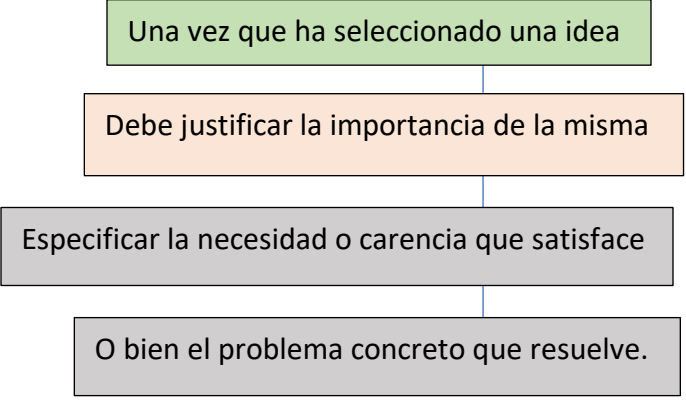 Una vez que ha seleccionado una idea
Debe justificar la importancia de la misma
Especificar la necesidad o carencia que satisface
O bien el problema concreto que resuelve.